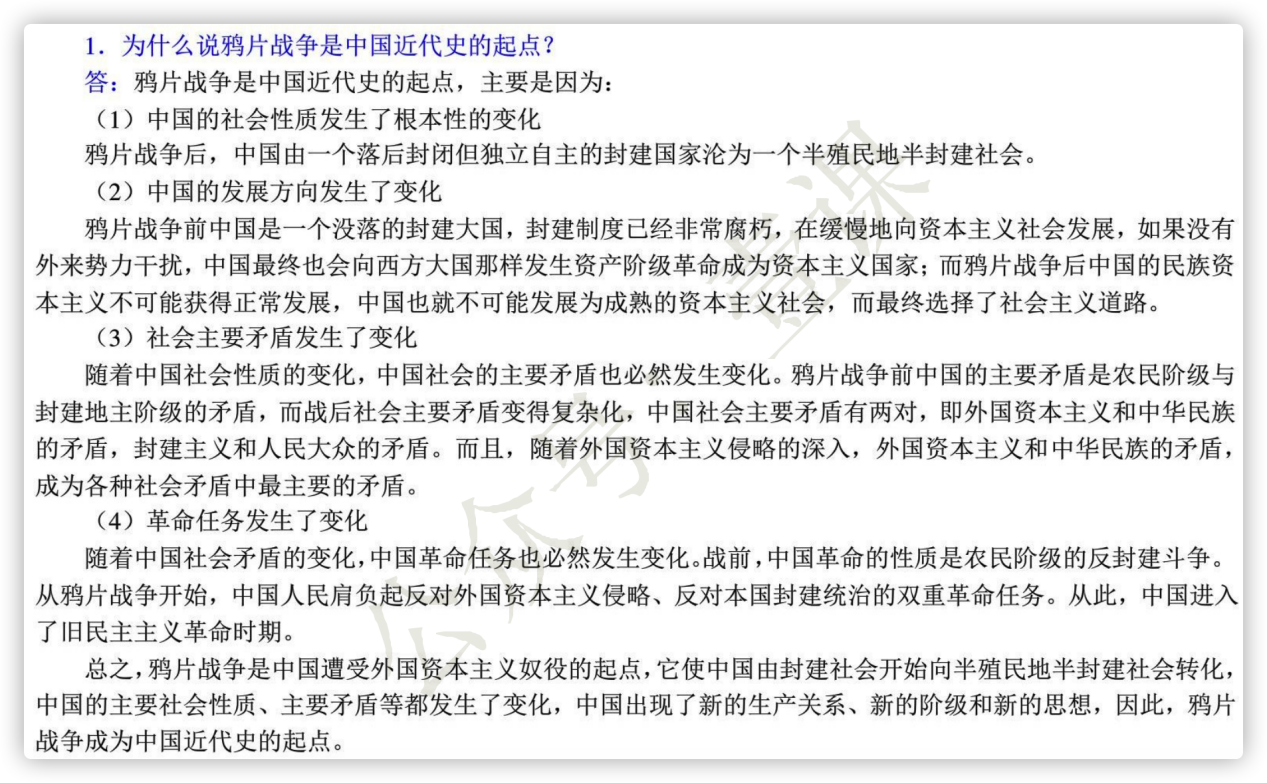 1．为什么说鸦片战争是中国近代史的起点？
答：鸦片战争是中国近代史的起点，主要是因为：
（1）中国的社会性质发生了根本性的变化
鸦片战争后，中国由一个落后封闭但独立自主的封建国家沦为一个半殖民地半封建社会。
（2）中国的发展方向发生了变化
鸦片战争前中国是一个没落的封建大国，封建制度已经非常腐朽，在缓慢地向资本主义社会发展，如果没有
外来势力干扰，中国最终也会向西方大国那样发生资产阶级革命成为资本主义国家；而鸦片战争后中国的民族资
本主义不可能获得正常发展，中国也就不可能发展为成熟的资本主义社会，而最终选择了社会主义道路。
（3）社会主要矛盾发生了变化
随着中国社会性质的变化，中国社会的主要矛盾也必然发生变化。鸦片战争前中国的主要矛盾是农民阶级与
封建地主阶级的矛盾，而战后社会主要矛盾变得复杂化，中国社会主要矛盾有两对，即外国资本主义和中华民族
的矛盾，封建主义和人民大众的矛盾。而且，随着外国资本主义侵略的深入，外国资本主义和中华民族的矛盾，
成为各种社会矛盾中最主要的矛盾。
（4）革命任务发生了变化
随着中国社会矛盾的变化，中国革命任务也必然发生变化。战前，中国革命的性质是农民阶级的反封建斗争。
从鸦片战争开始，中国人民肩负起反对外国资本主义侵略、反对本国封建统治的双重革命任务。从此，中国进入
了旧民主主义革命时期。
总之，鸦片战争是中国遭受外国资本主义奴役的起点，它使中国由封建社会开始向半殖民地半封建社会转化，
中国的主要社会性质、主要矛盾等都发生了变化，中国出现了新的生产关系、新的阶级和新的思想，因此，鸦片
战争成为中国近代史的起点。
公众号：壹课